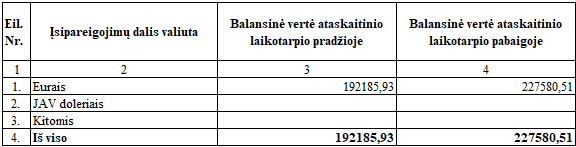 Eil. Nr. Įsipareigojimų dalis valiuta Balansinė vertė ataskaitinio laikotarpio pradžioje Balansinė vertė ataskaitinio laikotarpio pabaigoje
1 2 3 4
1. Eurais 192185,93 227580,51
2. JAV doleriais
3. Kitomis
4. Iš viso 192185,93 227580,51